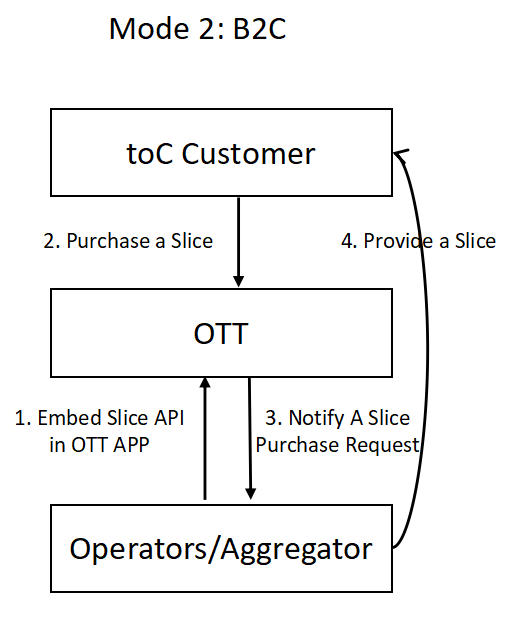 Mode 2: B2C
toC Customer
2. Purchase a Slice
4. Provide a Slice
OTT
1. Embed Slice API
in OTT APP
3. Notify A Slice
Purchase Request
Operators/Aggregator